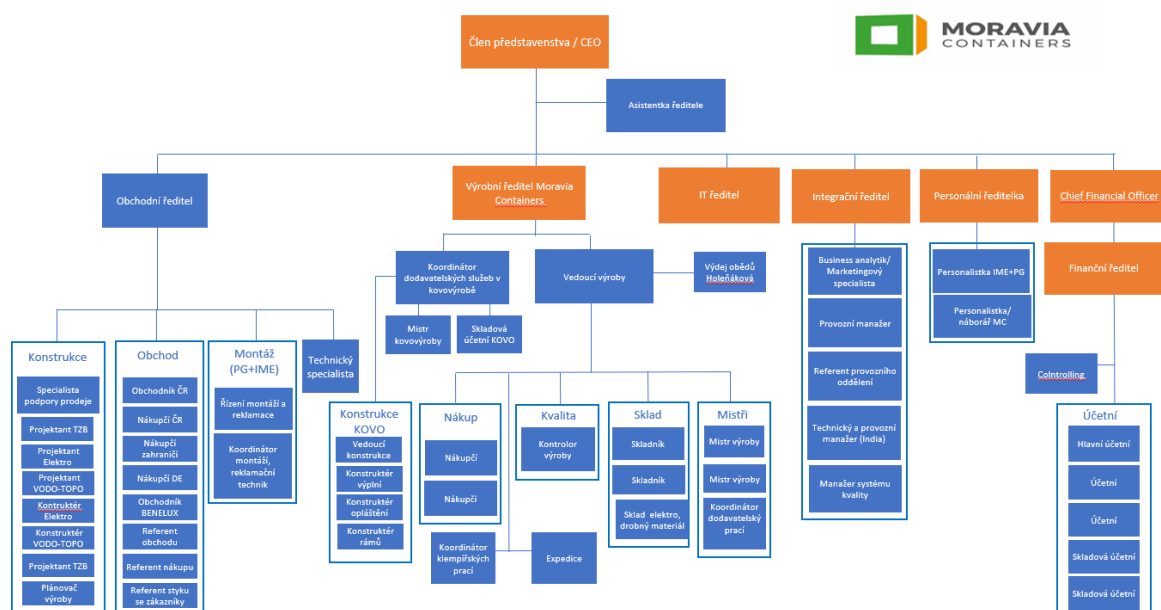 MORAVIA
CONTAINERS
Člen představenstva / CEO
Asistentka ředitele
Obchodní ředitel
Výrobní ředitel Moravia
Containers
IT ředitel
Integrační ředitel
Personální ředitelka
Chief Financial Officer
Koordinátor
dodavatelských služeb v
kovovýrobě
Vedoucí výroby
Výdej obědů
Holeňáková
Business analytik/
Marketingový
specialista
Personalistka IME+PG
Finanční ředitel
Mistr
kovovýroby
Skladová
účetní KOVO
Provozní manažer
Personalistka/
náborář MC
Konstrukce
Specialista
podpory prodeje
Projektant TZB
Projektant
Elektro
Projektant
VODO-TOPO
Kontruktér
Elektro
Konstruktér
VODO-TOPO
Projektant TZB
Plánovač
výroby
Obchod
Obchodník ČR
Nákupčí ČR
Nákupčí
zahraničí
Nákupčí DE
Obchodník
BENELUX
Referent
obchodu
Referent nákupu
Referent styku
se zákazníky
Montáž
(PG+IME)
Řízení montáží a
reklamace
Koordinátor
montáží,
reklamační
technik
Technický
specialista
Konstrukce
KOVO
Vedoucí
konstrukce
Konstruktér
výplní
Konstruktér
opláštění
Konstruktér
rámů
Nákup
Nákupčí
Nákupčí
Kvalita
Kontrolor
výroby
Sklad
Skladník
Skladník
Sklad elektro,
drobný materiál
Mistři
Mistr výroby
Mistr výroby
Koordinátor
dodavatelský
prací
Koordinátor
klempířských
prací
Expedice
Referent provozního
oddělení
Technický a provozní
manažer (India)
Manažer systému
kvality
Colntrolling
Účetní
Hlavní účetní
Účetní
Účetní
Skladová účetní
Skladová účetní